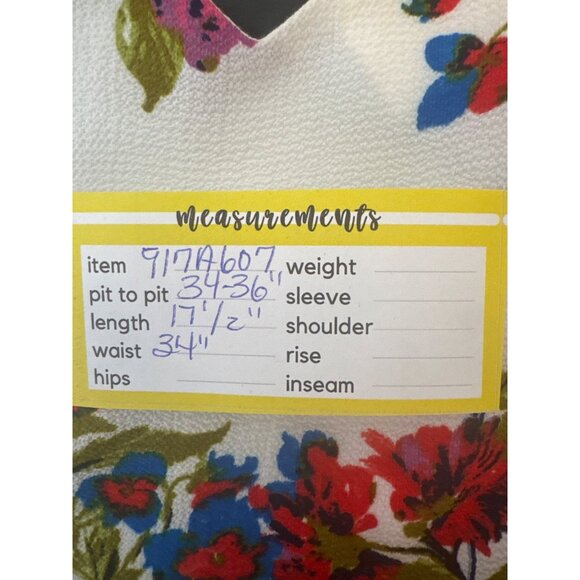 measurements
item 917A607 weight
pit to pit 34-36" sleeve
length 17 1/2" shoulder
waist 34" rise
hips inseam